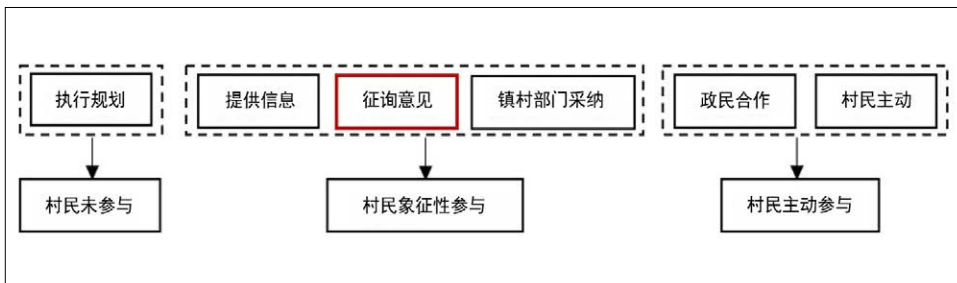 执行规划
提供信息
征询意见
镇村部门采纳
政民合作
村民主动
村民未参与
村民象征性参与
村民主动参与